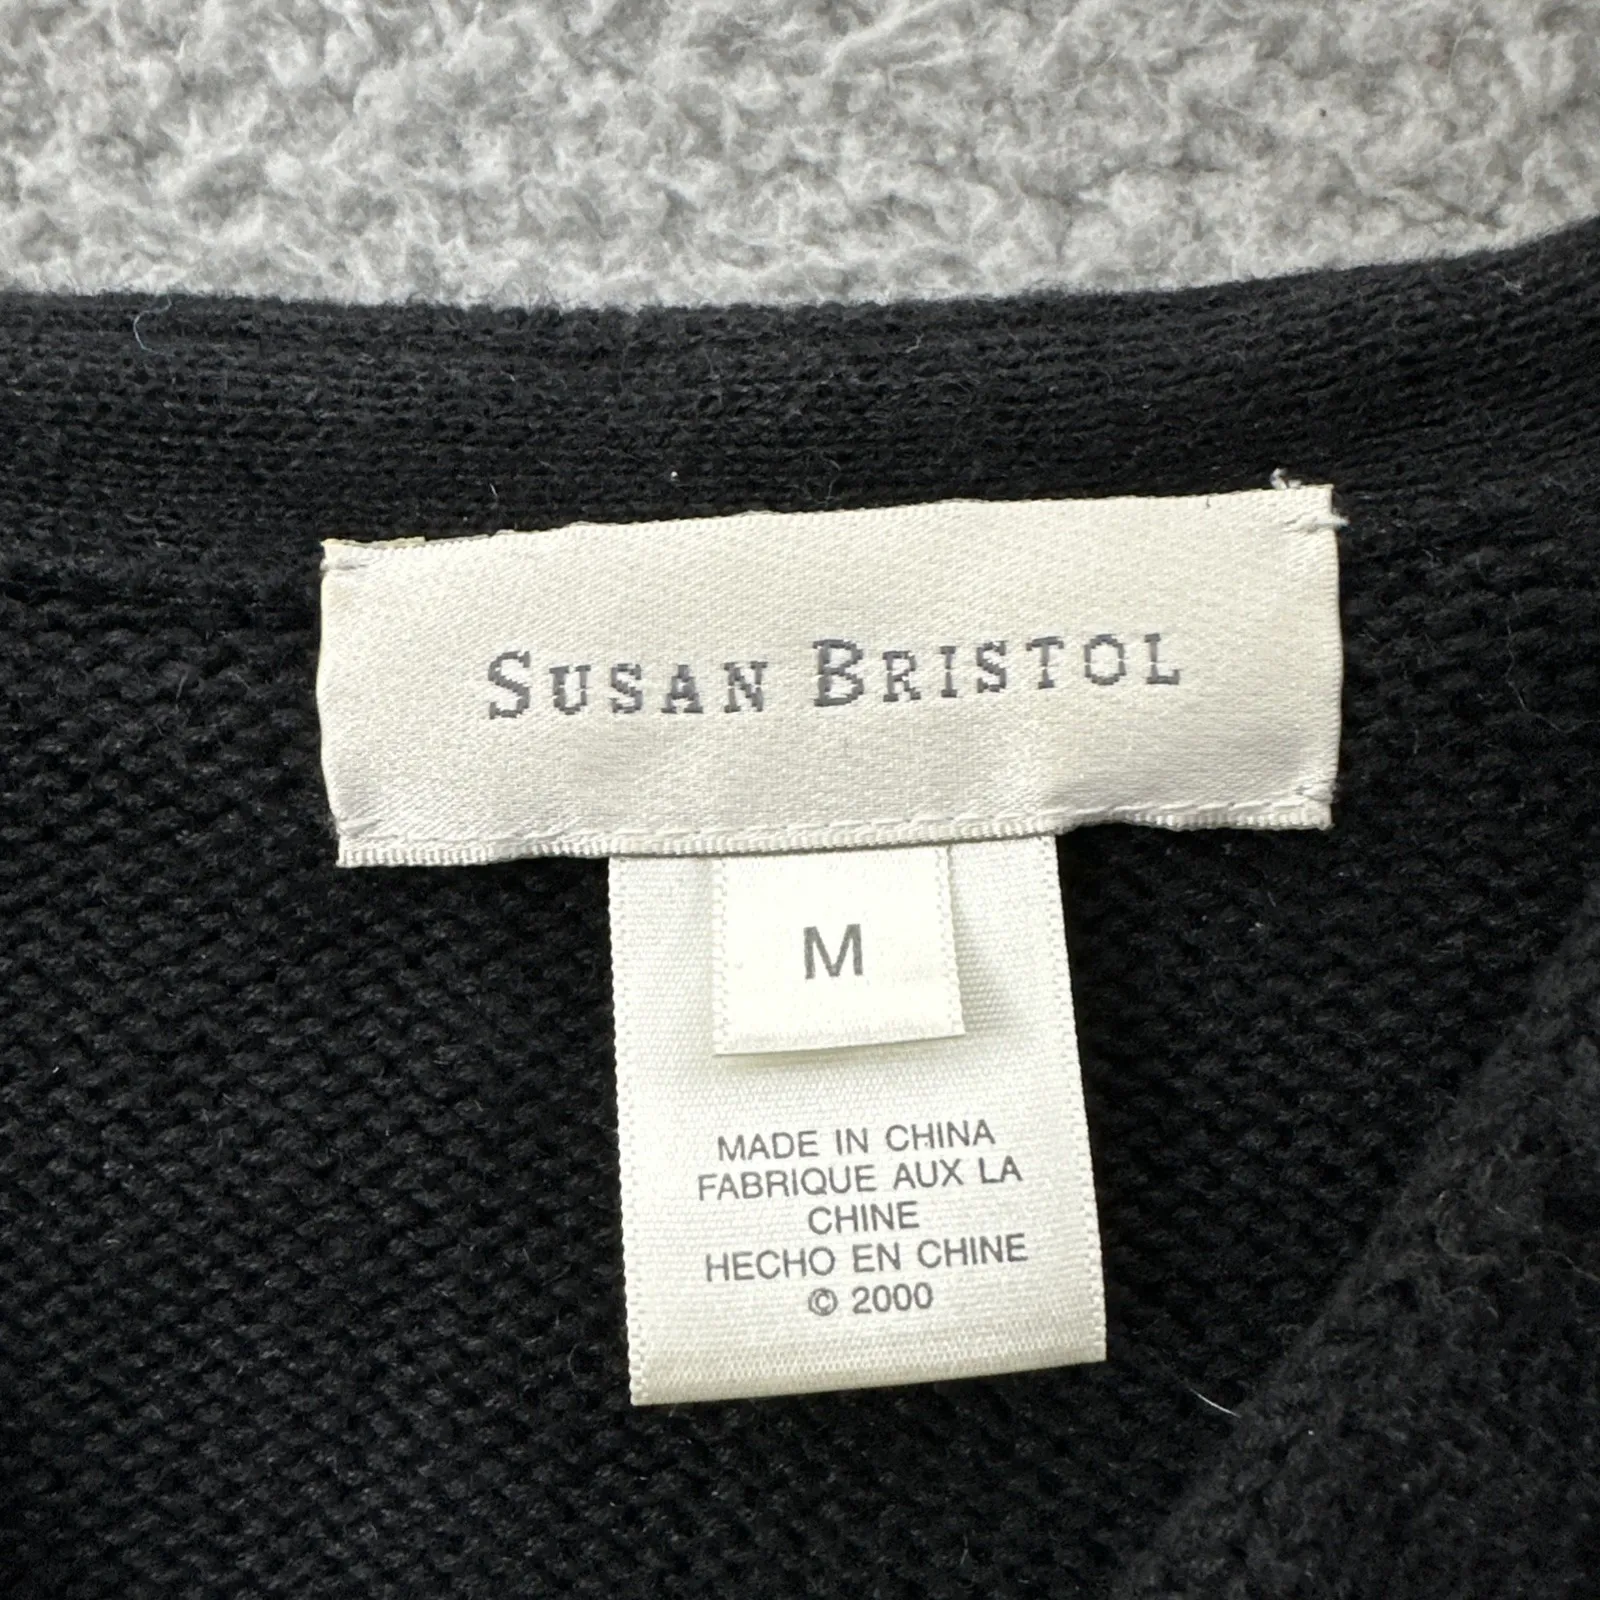 SUSAN BRISTOL
M
MADE IN CHINA
FABRIQUE AUX LA
CHINE
HECHO EN CHINE
© 2000